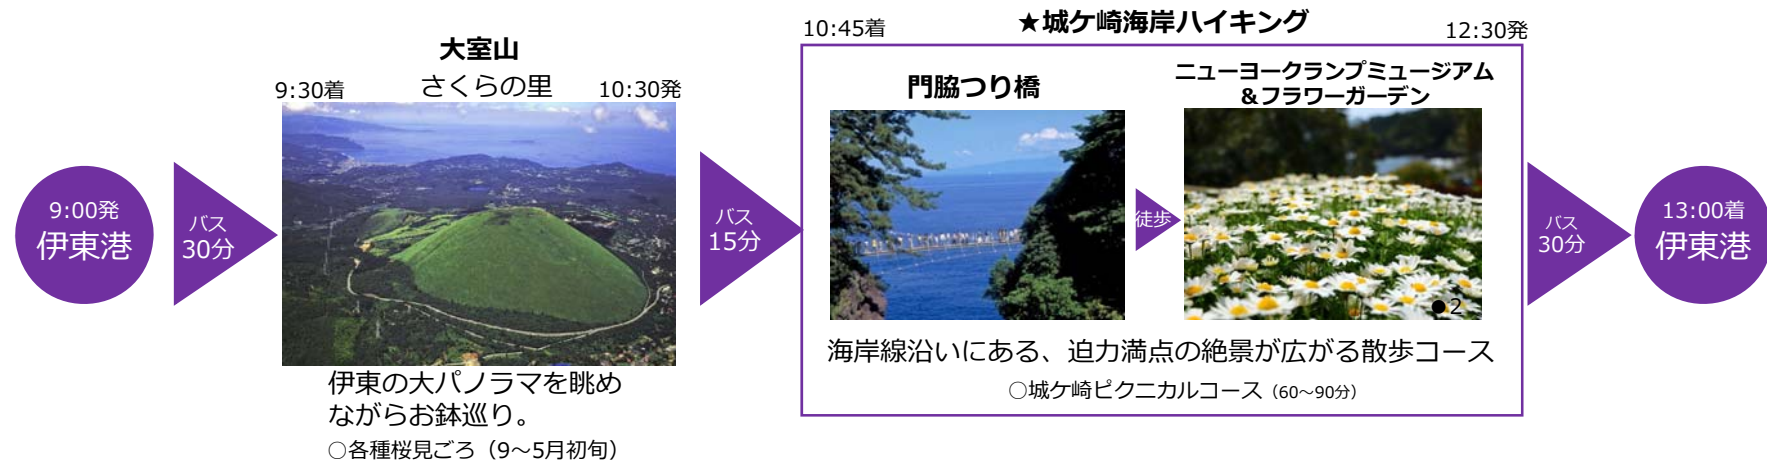 9:00発
伊東港
バス
30分
大室山
さくらの里
9:30着
10:30発
伊東の大パノラマを眺め
ながらお鉢巡り。
○各種桜見ごろ（9～5月初旬）
バス
15分
10:45着
★城ケ崎海岸ハイキング
12:30発
門脇つり橋
徒歩
ニューヨークランプミュージアム
&フラワーガーデン
●2
海岸線沿いにある、迫力満点の絶景が広がる散歩コース
○城ケ崎ピクニカルコース（60～90分）
バス
30分
13:00着
伊東港